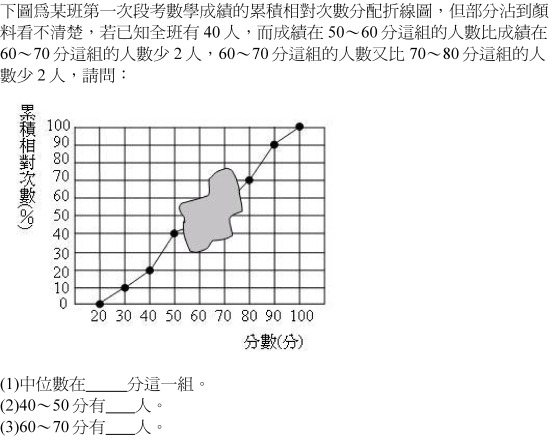 下圖爲某班第一次段考數學成績的累積相對次數分配折線圖，但部分沾到顏
料看不清楚，若已知全班有 40 人，而成績在 50～60 分這組的人數比成績在
60～70 分這組的人數少 2 人，60～70 分這組的人數又比 70～80 分這組的人
數少 2 人，請問：
累積相對次數(%)
100
90
80
70
60
50
40
30
20
10
0
20 30 40 50 60 70 80 90 100
分數(分)
(1)中位數在_____分這一組。
(2)40～50 分有____人。
(3)60～70 分有____人。